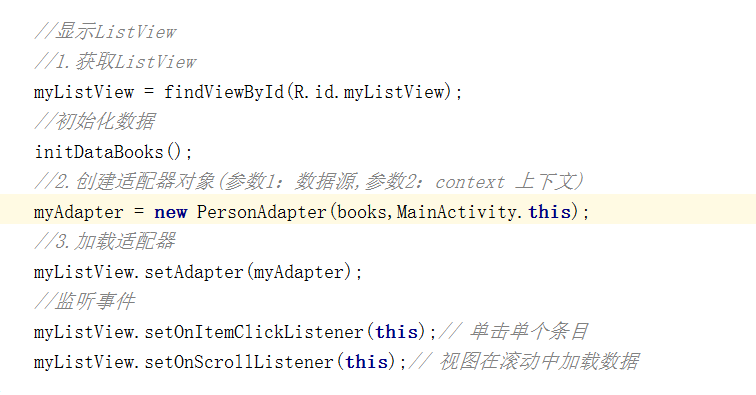 //显示ListView
//1.获取ListView
myListView = findViewById(R.id.myListView);
//初始化数据
initDataBooks();
//2.创建适配器对象(参数1：数据源,参数2：context 上下文)
myAdapter = new PersonAdapter(books,MainActivity.this);
//3.加载适配器
myListView.setAdapter(myAdapter);
//监听事件
myListView.setOnItemClickListener(this);// 单击单个条目
myListView.setOnScrollListener(this);// 视图在滚动中加载数据